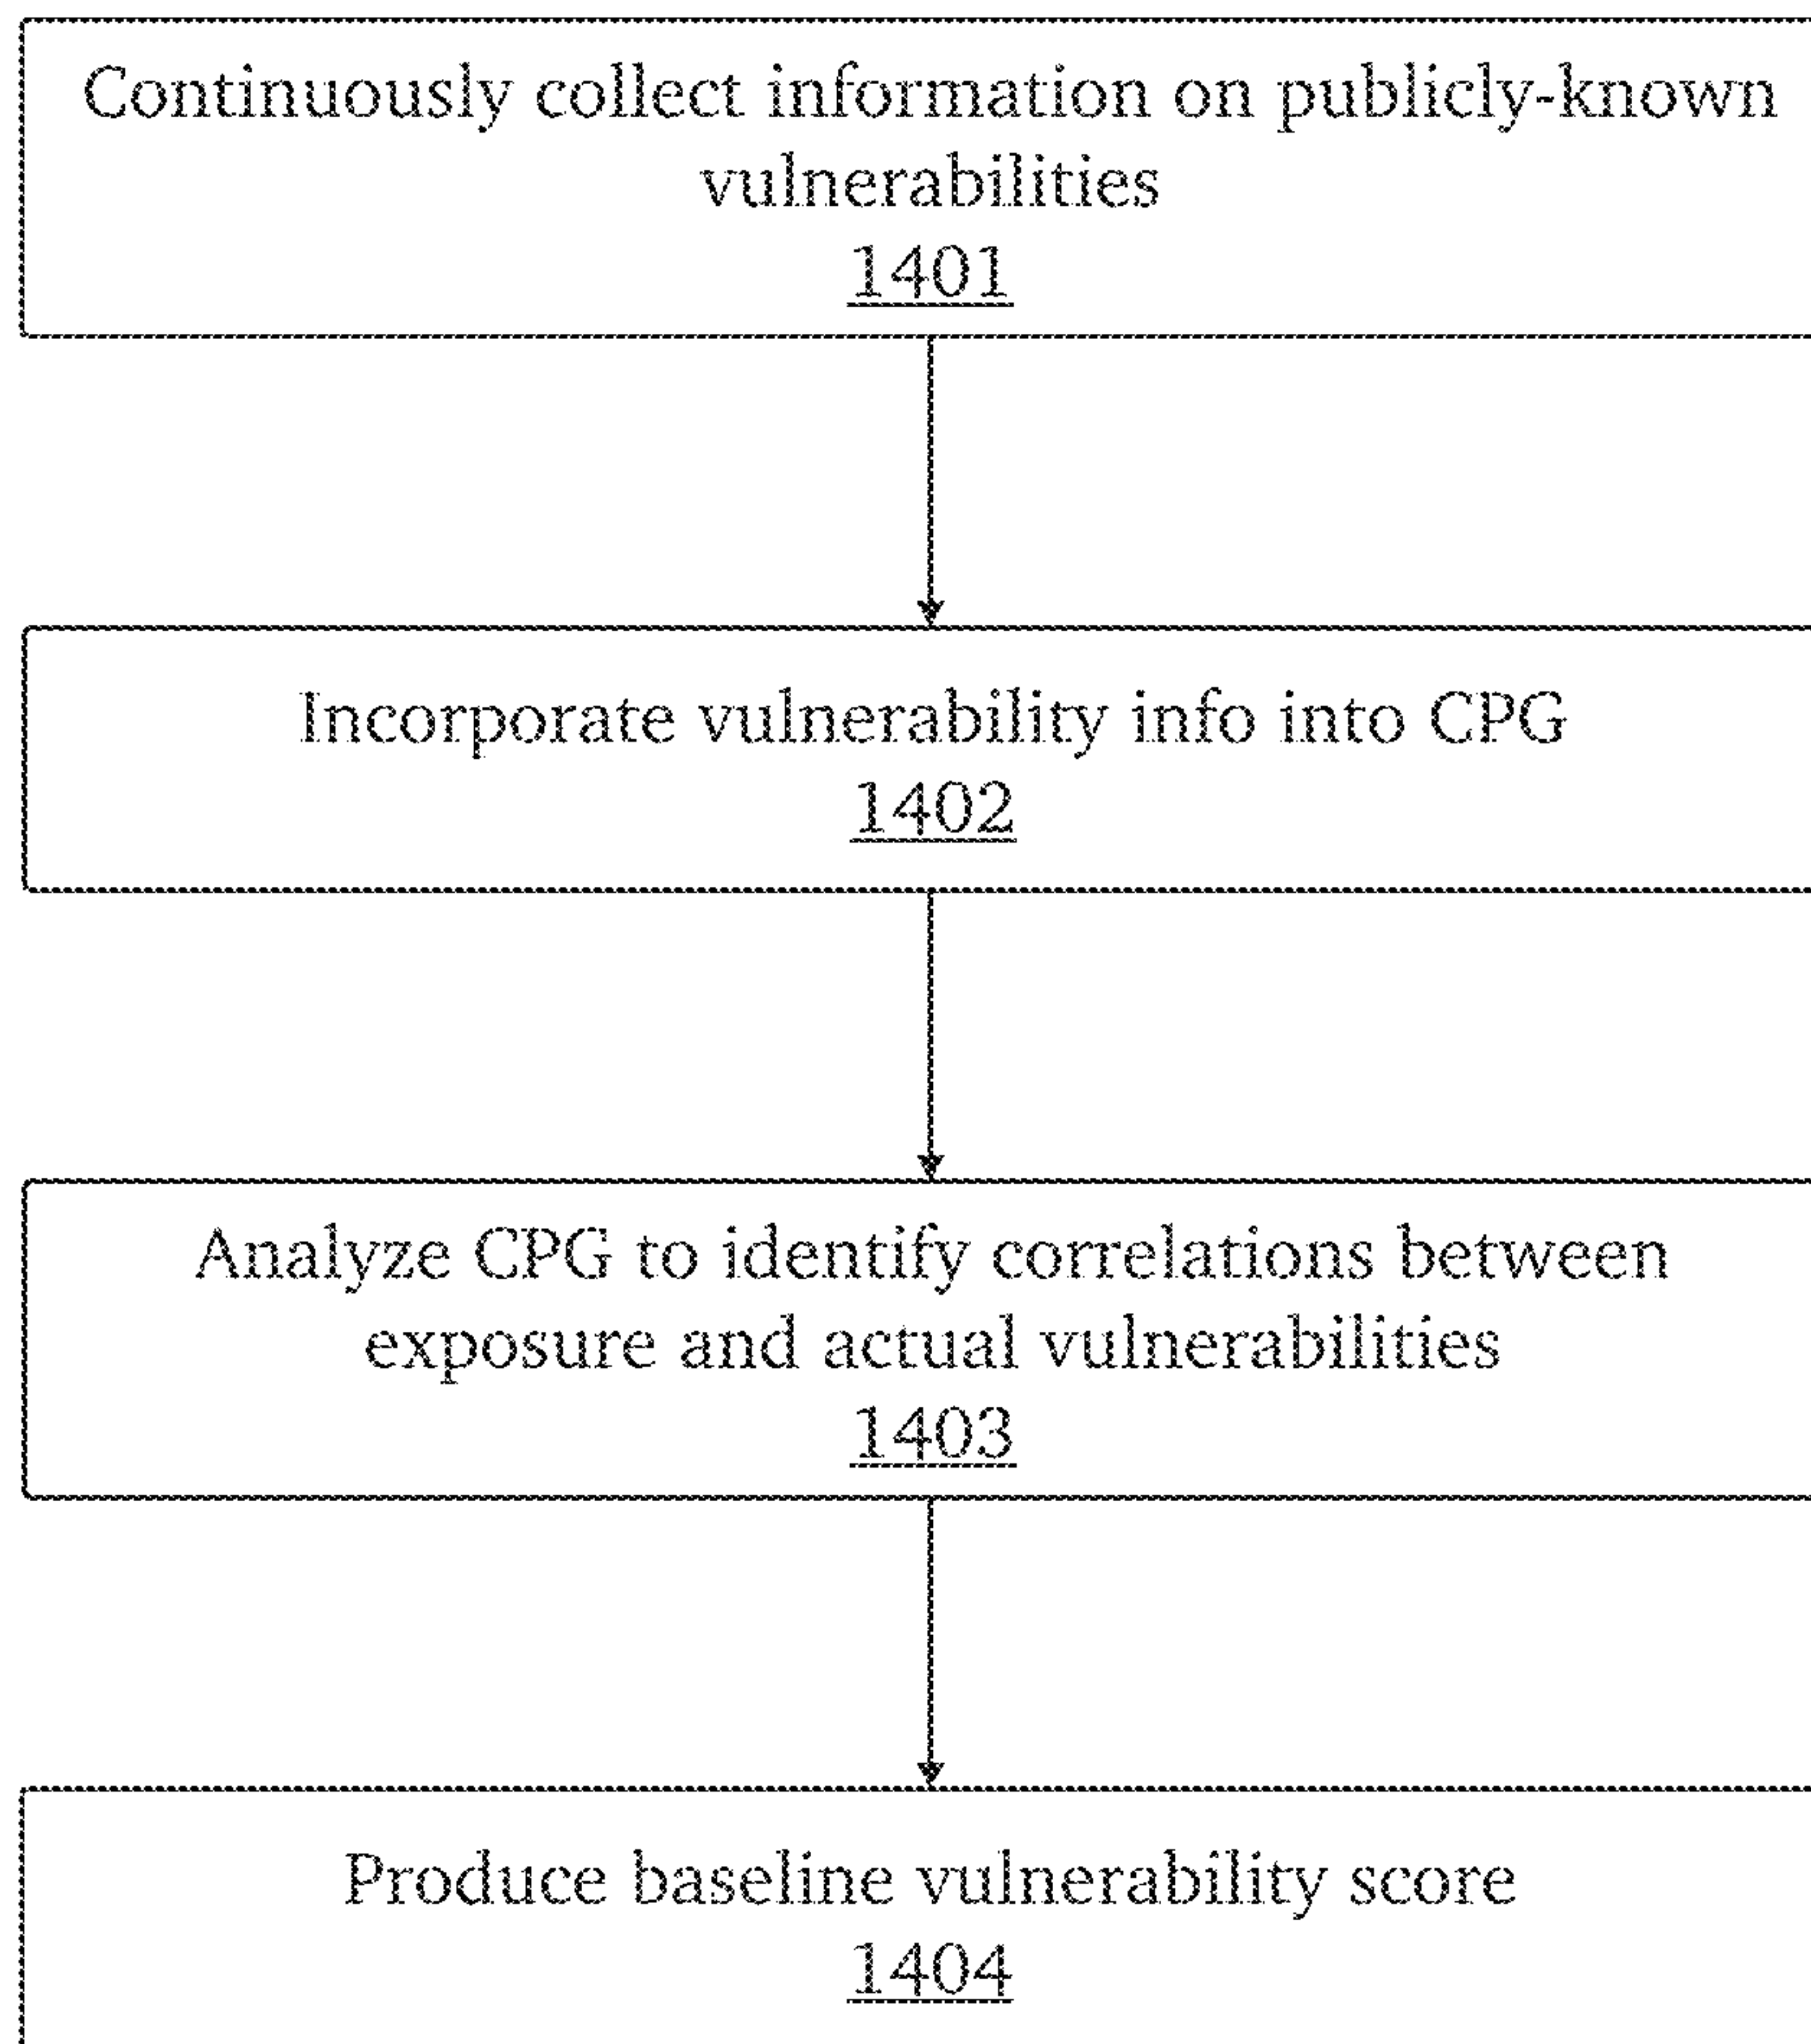 Continuously collect information on publicly-known
vulnerabilities
1401
Incorporate vulnerability info into CPG
1402
Analyze CPG to identify correlations between
exposure and actual vulnerabilities
1403
Produce baseline vulnerability score
1404